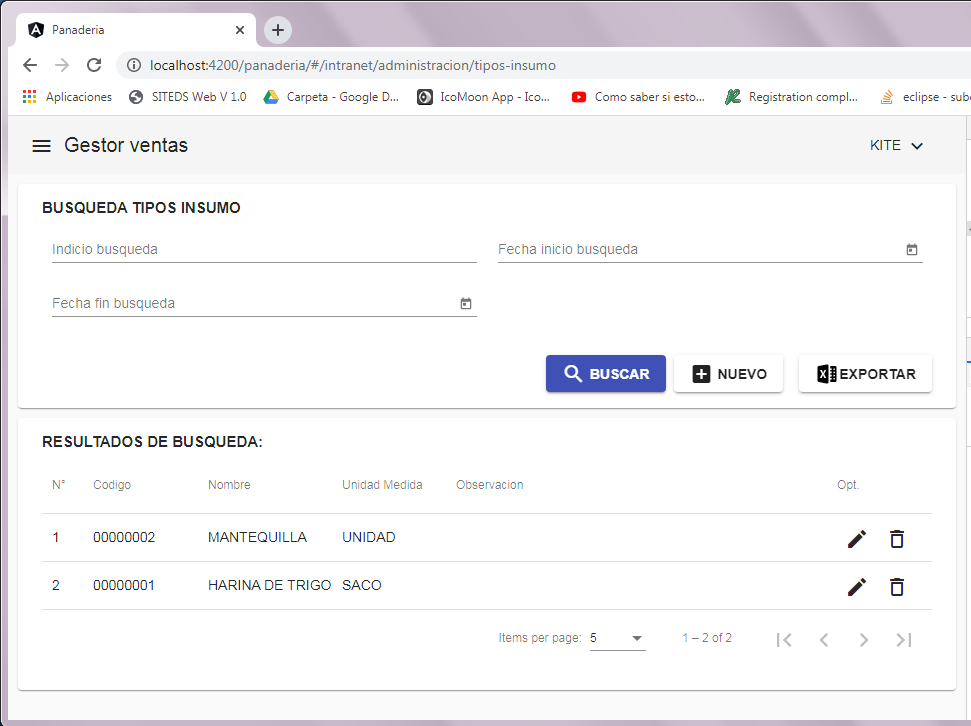 Panaderia
localhost:4200/panaderia/#/intranet/administracion/tipos-insumo
Aplicaciones SITEDS Web V 1.0 Carpeta - Google D... IcoMoon App - Ico... Como saber si esto... Registration compl... eclipse - sub
Gestor ventas KITE
BUSQUEDA TIPOS INSUMO
Indicio busqueda Fecha inicio busqueda
Fecha fin busqueda
BUSCAR NUEVO EXPORTAR
RESULTADOS DE BUSQUEDA:
N° Codigo Nombre Unidad Medida Observacion Opt.
1 00000002 MANTEQUILLA UNIDAD
2 00000001 HARINA DE TRIGO SACO
Items per page: 5 1 – 2 of 2